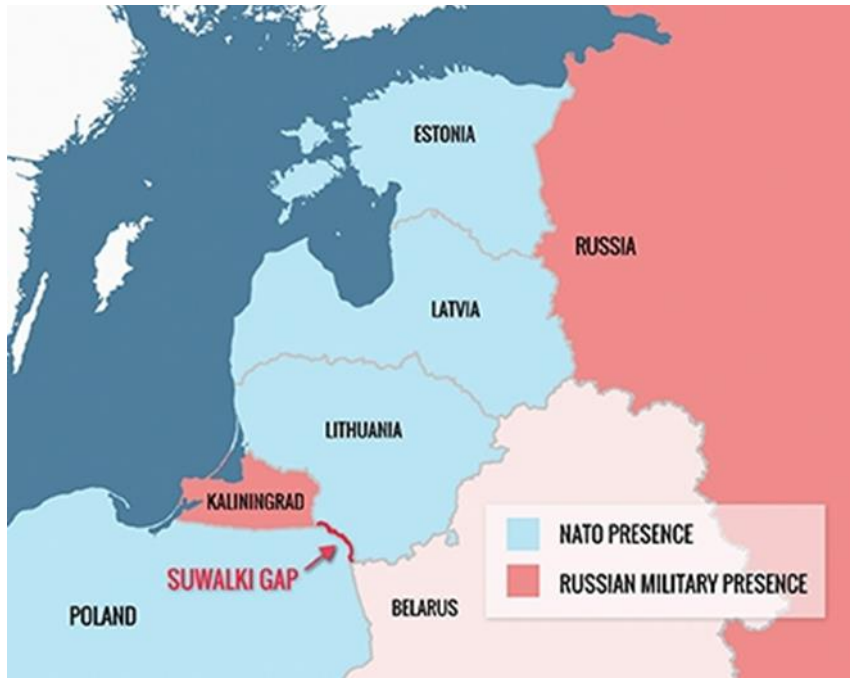 ESTONIA
RUSSIA
LATVIA
LITHUANIA
KALININGRAD
SUWALKI GAP
POLAND
BELARUS
NATO PRESENCE
RUSSIAN MILITARY PRESENCE